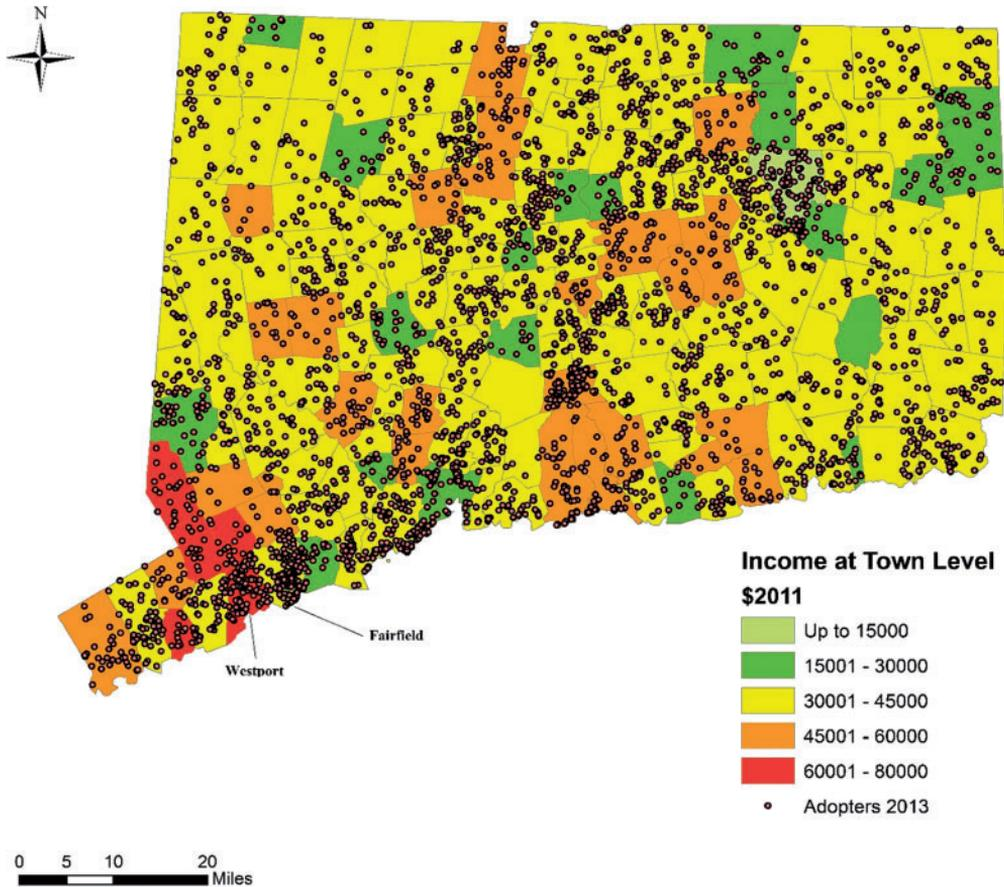 N
Fairfield
Westport
Income at Town Level
$2011
Up to 15000
15001 - 30000
30001 - 45000
45001 - 60000
60001 - 80000
Adopters 2013
0 5 10 20
Miles